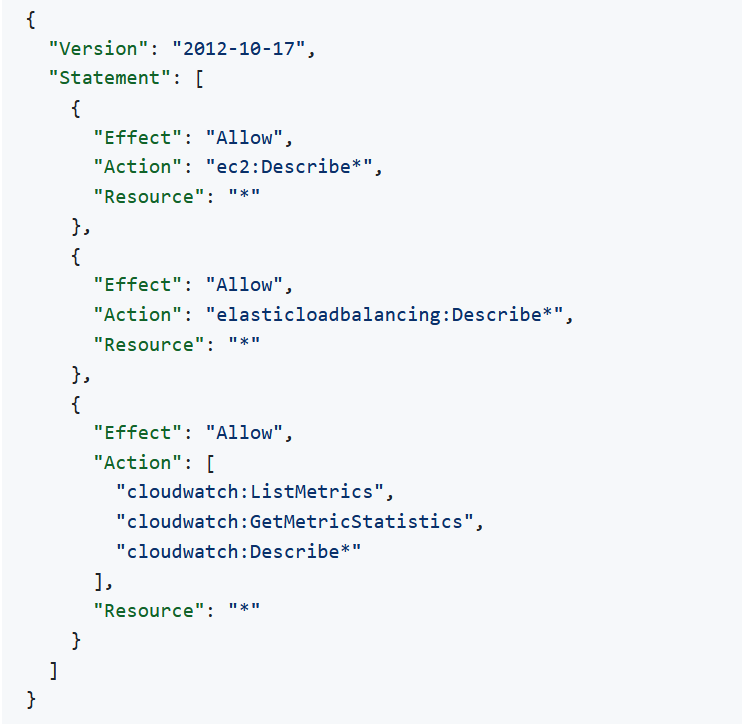 {
  "Version": "2012-10-17",
  "Statement": [
    {
      "Effect": "Allow",
      "Action": "ec2:Describe*",
      "Resource": "*"
    },
    {
      "Effect": "Allow",
      "Action": "elasticloadbalancing:Describe*",
      "Resource": "*"
    },
    {
      "Effect": "Allow",
      "Action": [
        "cloudwatch:ListMetrics",
        "cloudwatch:GetMetricStatistics",
        "cloudwatch:Describe*"
      ],
      "Resource": "*"
    }
  ]
}